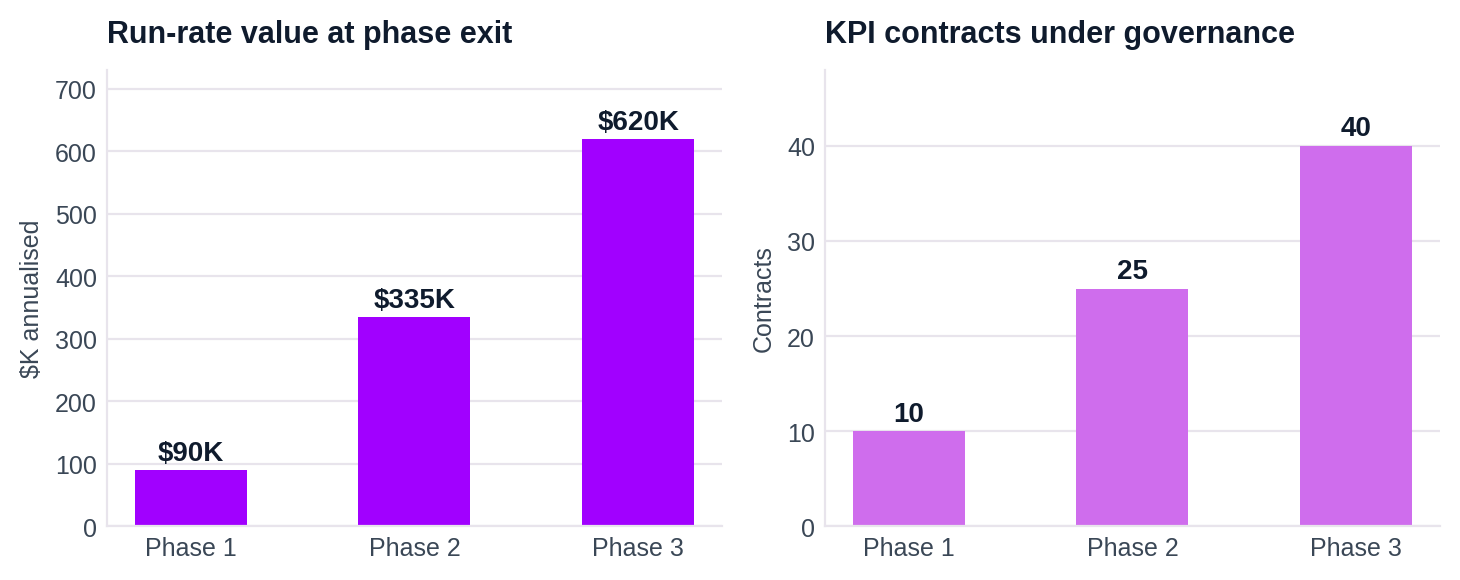 Run-rate value at phase exit
$K annualised
700
600
500
400
300
200
100
0
$90K
$335K
$620K
Phase 1
Phase 2
Phase 3
KPI contracts under governance
Contracts
40
30
20
10
0
10
25
40
Phase 1
Phase 2
Phase 3